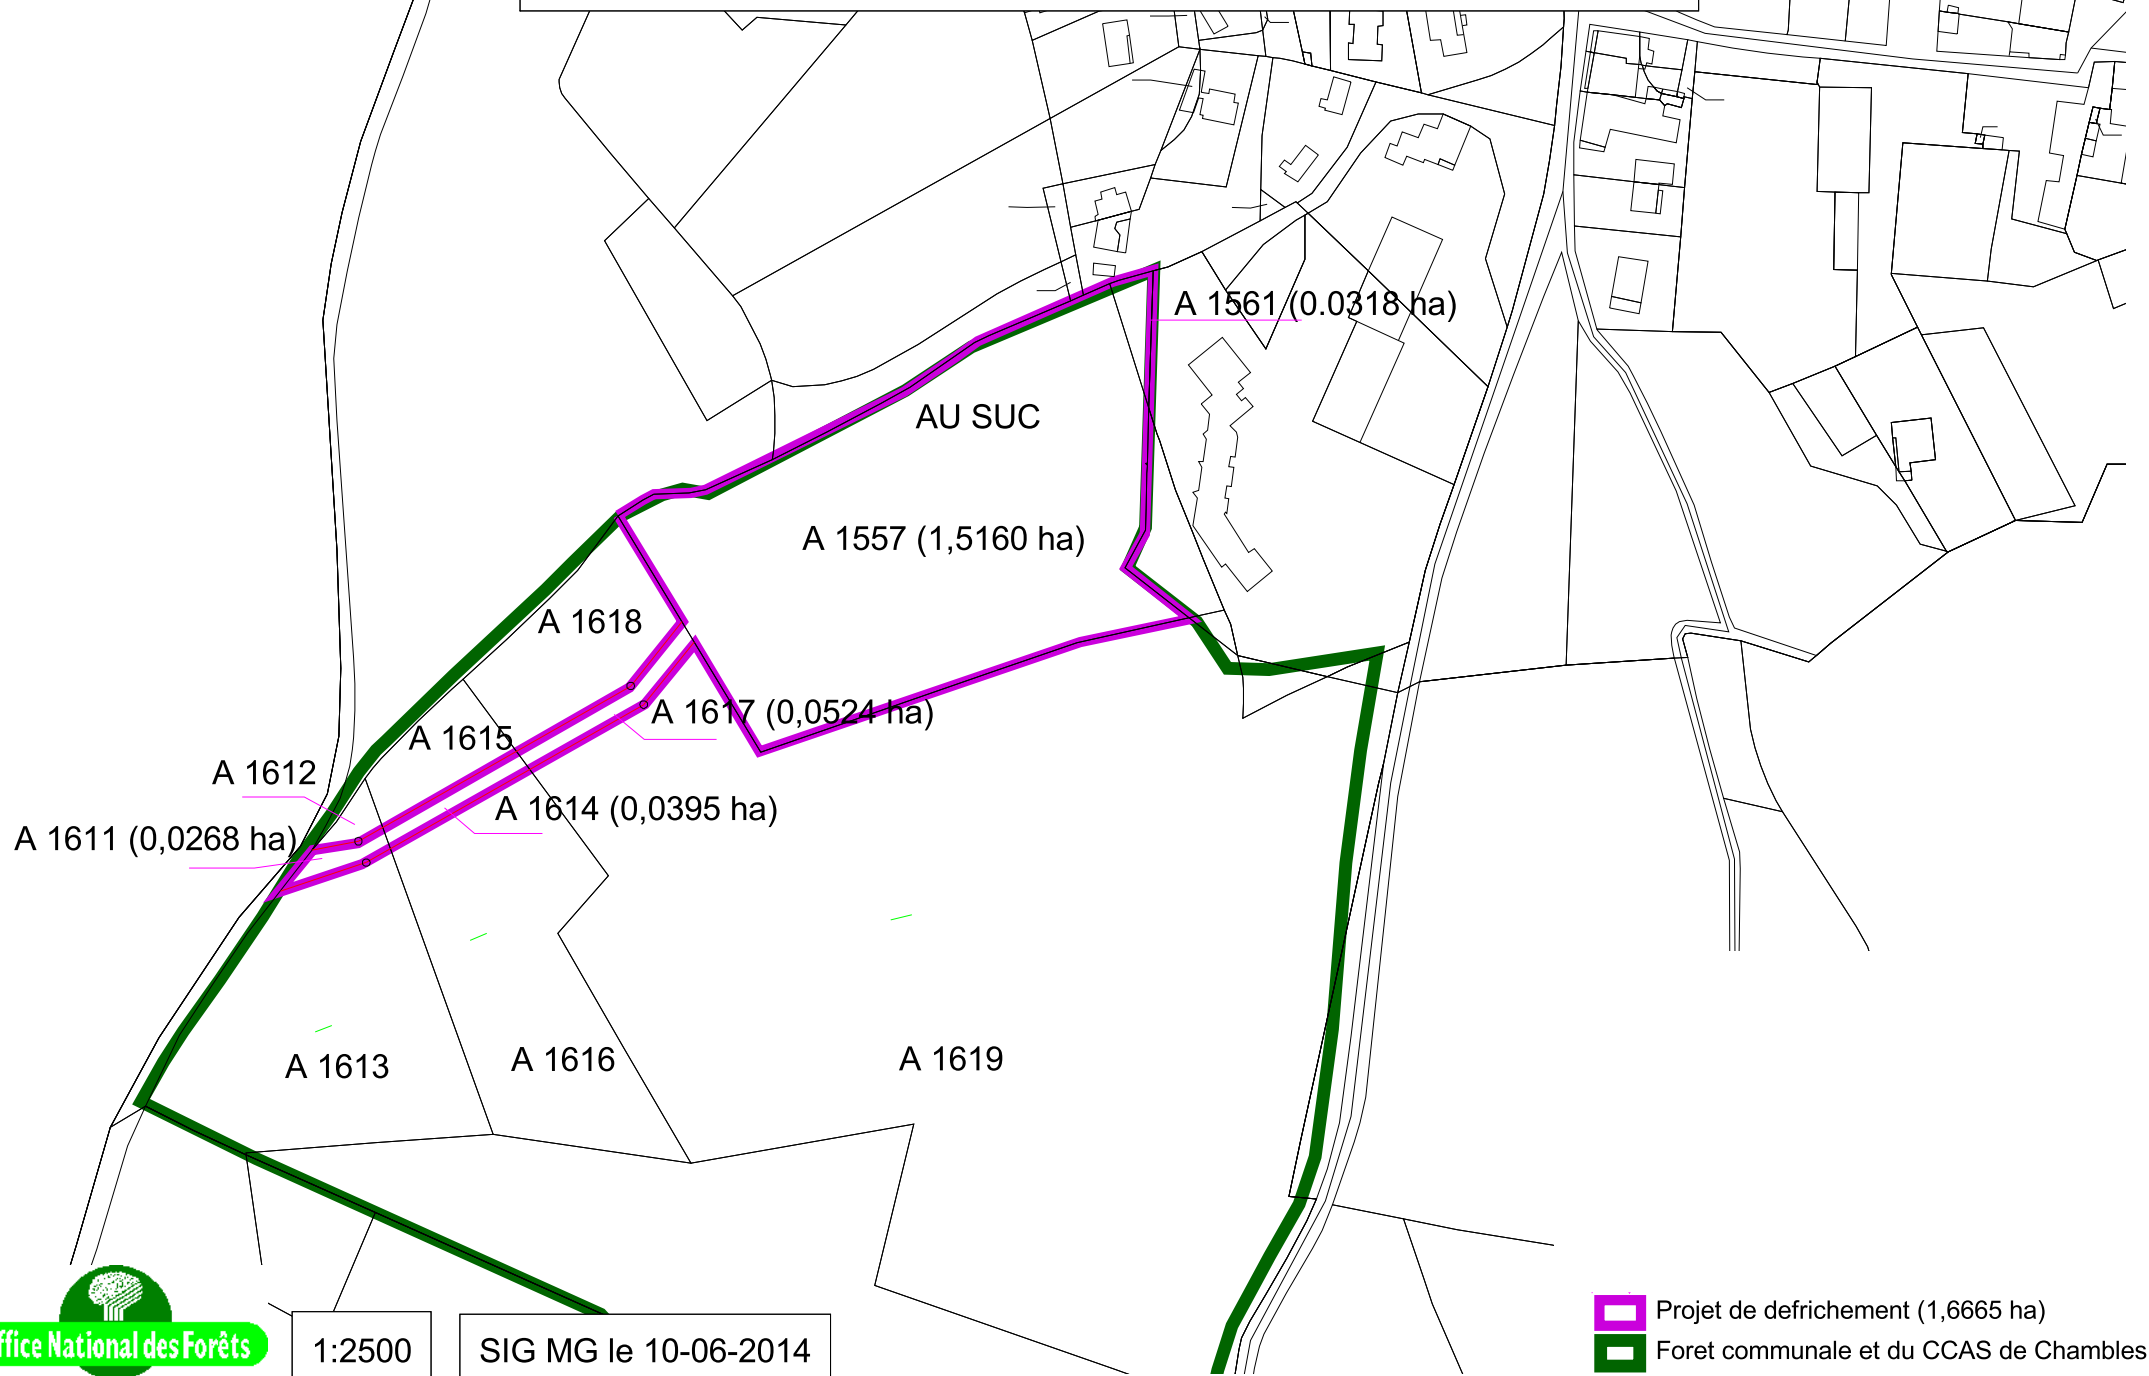 A 1561 (0.0318 ha)
AU SUC
A 1557 (1,5160 ha)
A 1618
A 1617 (0,0524 ha)
A 1615
A 1612
A 1614 (0,0395 ha)
A 1611 (0,0268 ha)
A 1613
A 1616
A 1619
ffice National des Forêts
1:2500
SIG MG le 10-06-2014
Projet de defrichement (1,6665 ha)
Foret communale et du CCAS de Chambles